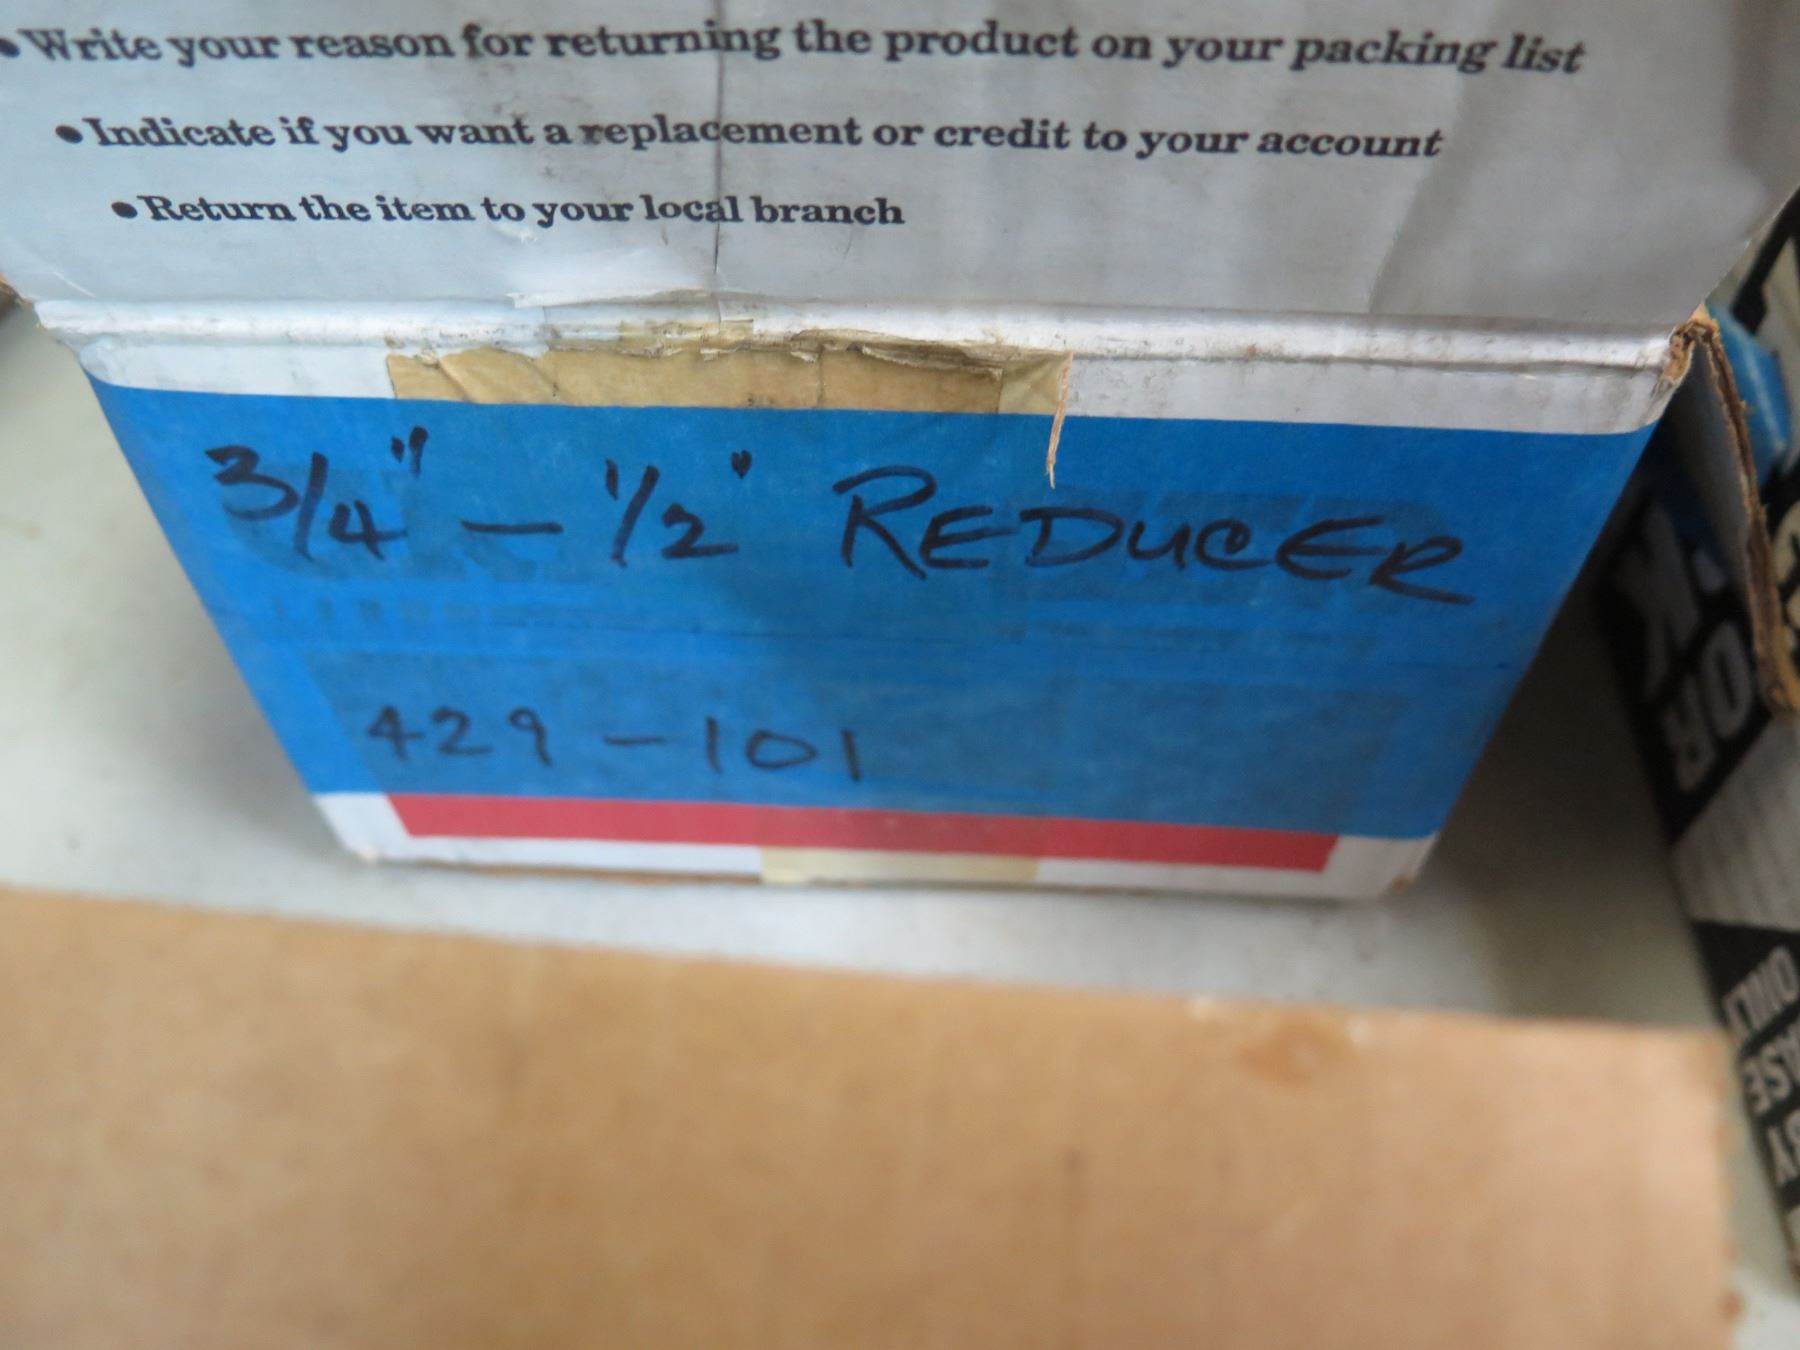 • Write your reason for returning the product on your packing list
• Indicate if you want a replacement or credit to your account
• Return the item to your local branch
3/4" - 1/2" REDUCER
429-101